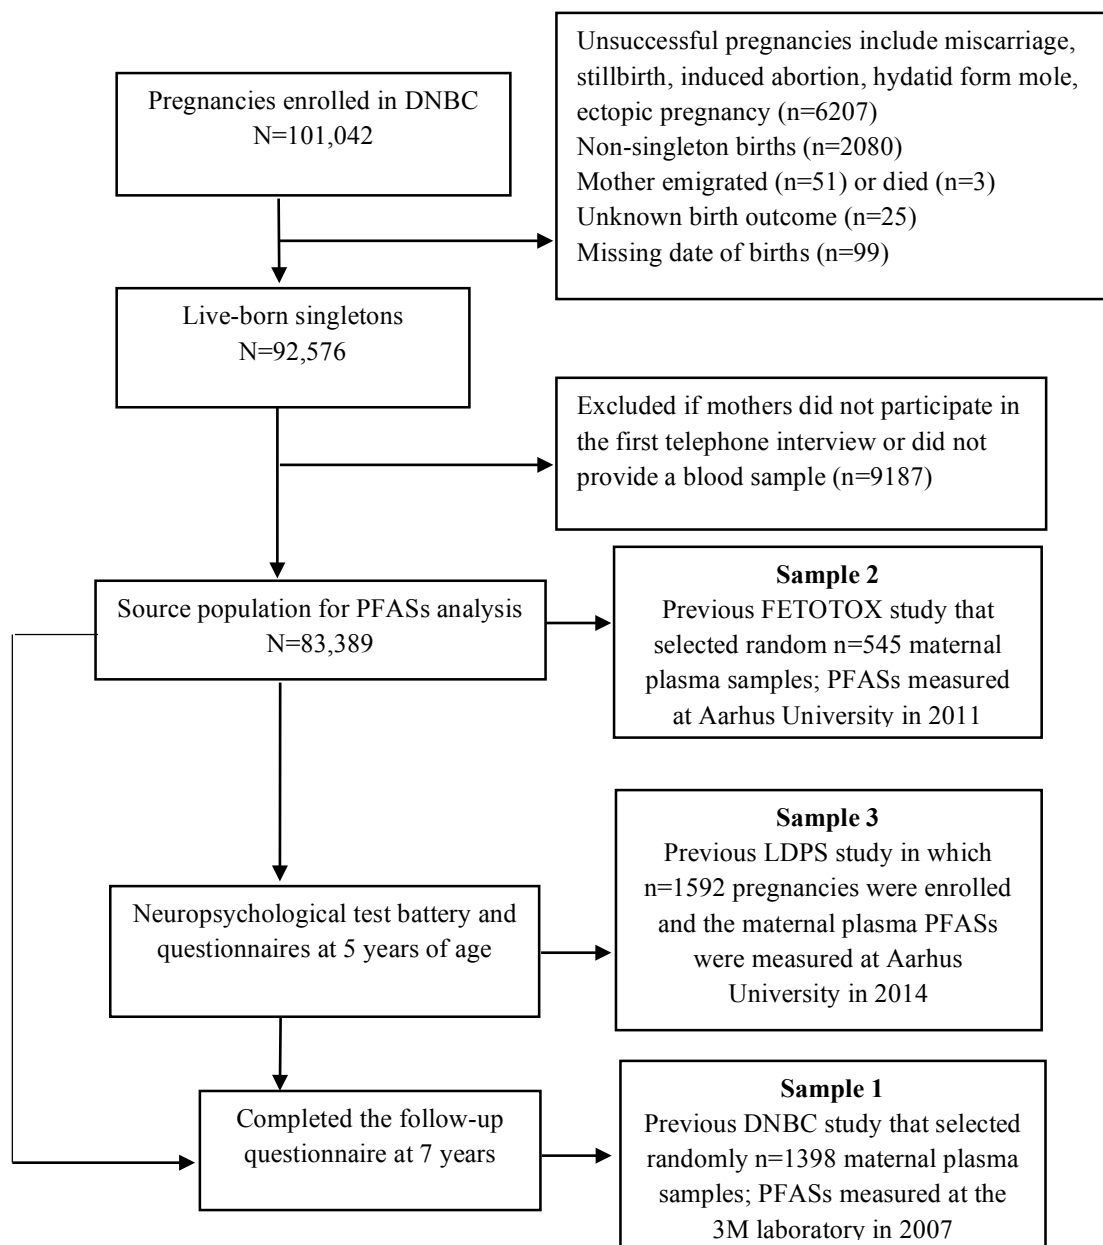 Pregnancies enrolled in DNBC
N=101,042
Unsuccessful pregnancies include miscarriage,
stillbirth, induced abortion, hydatid form mole,
ectopic pregnancy (n=6207)
Non-singleton births (n=2080)
Mother emigrated (n=51) or died (n=3)
Unknown birth outcome (n=25)
Missing date of births (n=99)
Live-born singletons
N=92,576
Excluded if mothers did not participate in
the first telephone interview or did not
provide a blood sample (n=9187)
Source population for PFASs analysis
N=83,389
Sample 2
Previous FETOTOX study that
selected random n=545 maternal
plasma samples; PFASs measured
at Aarhus University in 2011
Neuropsychological test battery and
questionnaires at 5 years of age
Sample 3
Previous LDPS study in which
n=1592 pregnancies were enrolled
and the maternal plasma PFASs
were measured at Aarhus
University in 2014
Completed the follow-up
questionnaire at 7 years
Sample 1
Previous DNBC study that selected
randomly n=1398 maternal plasma
samples; PFASs measured at the
3M laboratory in 2007